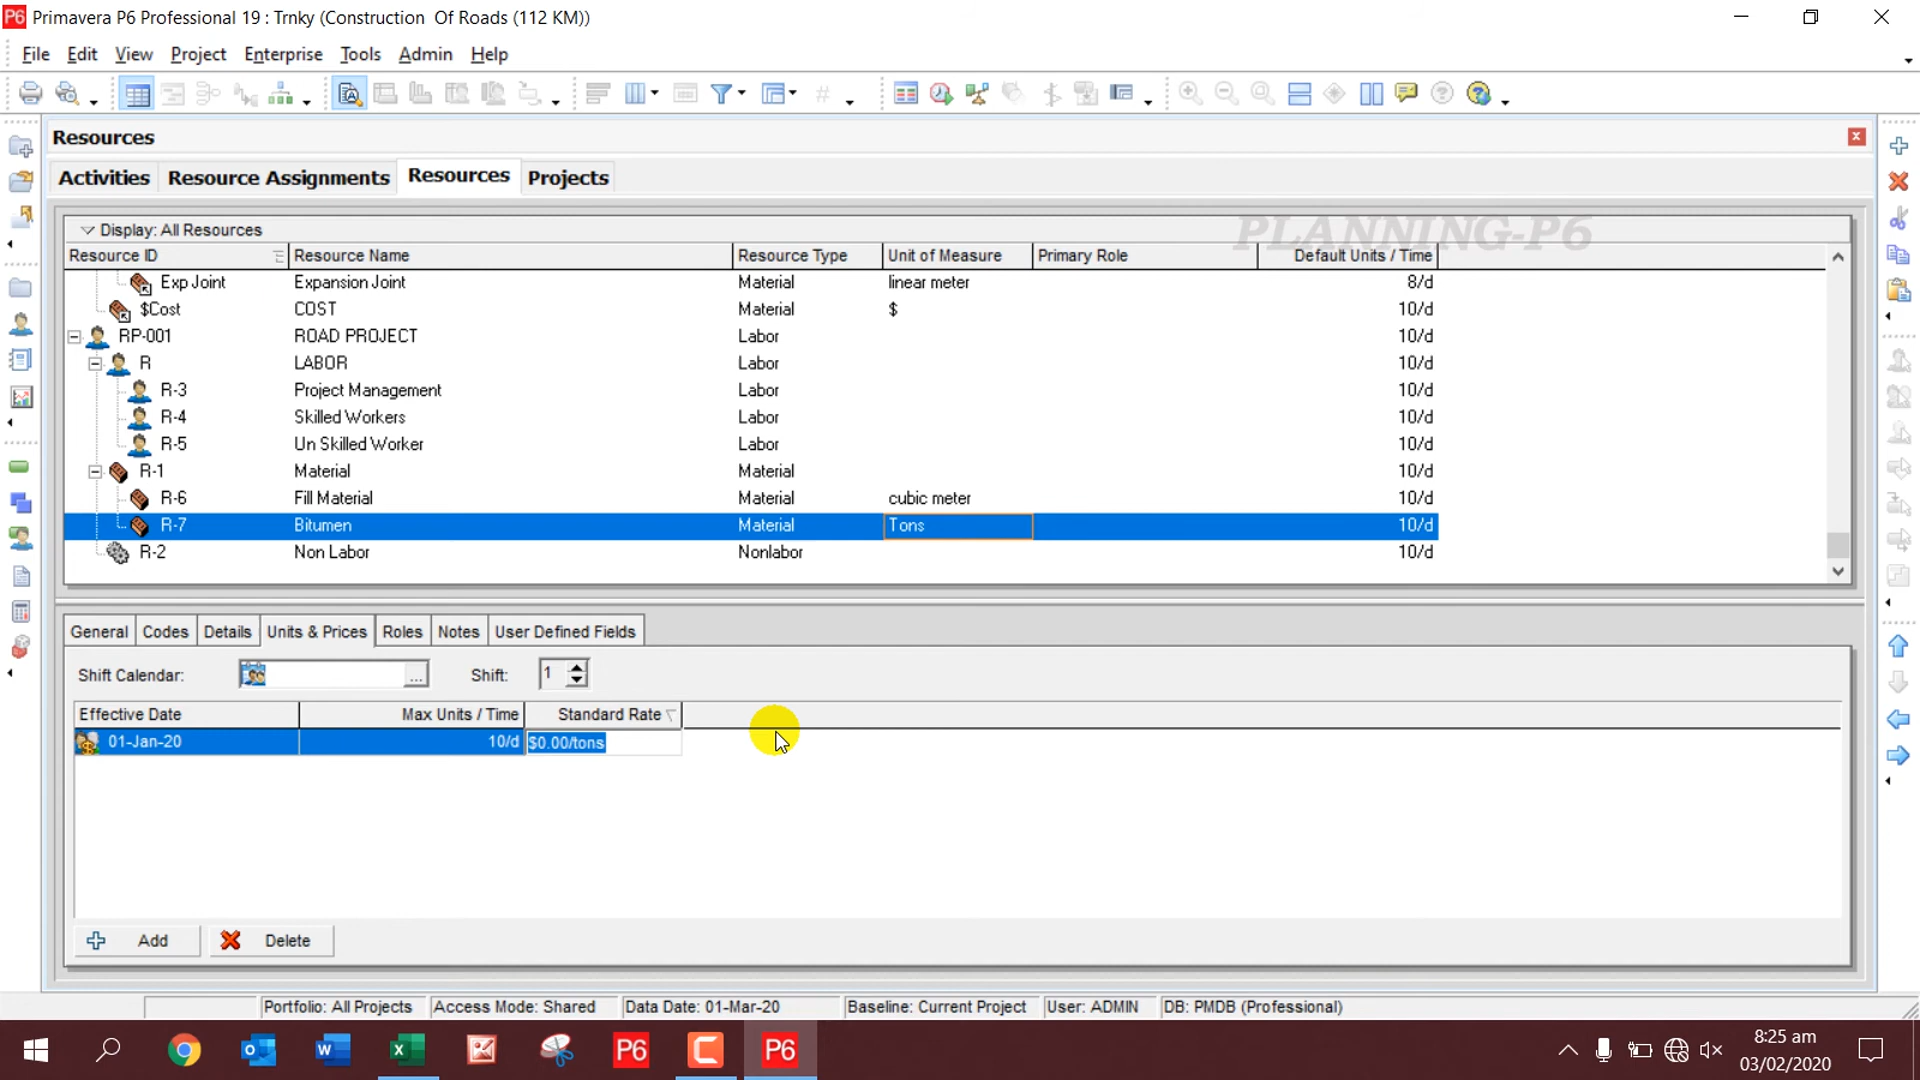 P6 Primavera P6 Professional 19 : Trnky (Construction Of Roads (112 KM))
File Edit View Project Enterprise Tools Admin Help
Resources
Activities Resource Assignments Resources Projects
Display: All Resources
PLANNING-P6
Resource ID Resource Name Resource Type Unit of Measure Primary Role Default Units / Time
Exp Joint Expansion Joint Material linear meter 8/d
$Cost COST Material $ 10/d
RP-001 ROAD PROJECT Labor 10/d
R LABOR Labor 10/d
R-3 Project Management Labor 10/d
R-4 Skilled Workers Labor 10/d
R-5 Un Skilled Worker Labor 10/d
R-1 Material Material 10/d
R-6 Fill Material Material cubic meter 10/d
R-7 Bitumen Material Tons 10/d
R-2 Non Labor Nonlabor 10/d
General Codes Details Units & Prices Roles Notes User Defined Fields
Shift Calendar: ... Shift: 1
Effective Date Max Units / Time Standard Rate
01-Jan-20 10/d $0.00/tons
Add Delete
Portfolio: All Projects Access Mode: Shared Data Date: 01-Mar-20 Baseline: Current Project User: ADMIN DB: PMDB (Professional)
P6 P6
8:25 am
03/02/2020